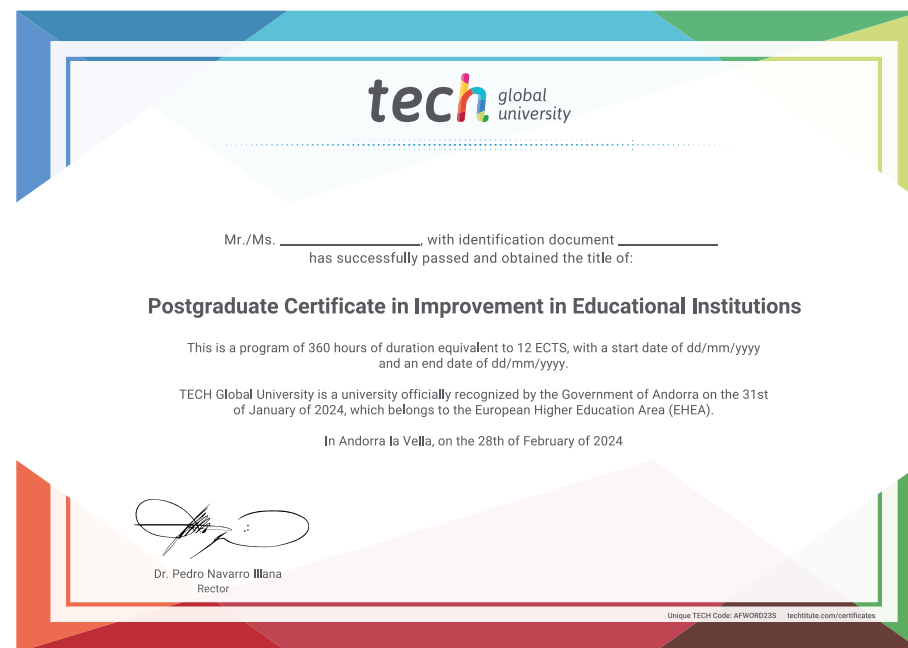 tech global
university
Mr./Ms. ____________________, with identification document ______________
has successfully passed and obtained the title of:
Postgraduate Certificate in Improvement in Educational Institutions
This is a program of 360 hours of duration equivalent to 12 ECTS, with a start date of dd/mm/yyyy
and an end date of dd/mm/yyyy.
TECH Global University is a university officially recognized by the Government of Andorra on the 31st
of January of 2024, which belongs to the European Higher Education Area (EHEA).
In Andorra la Vella, on the 28th of February of 2024
Dr. Pedro Navarro Illana
Rector
Unique TECH Code: AFWORD23S techtitute.com/certificates